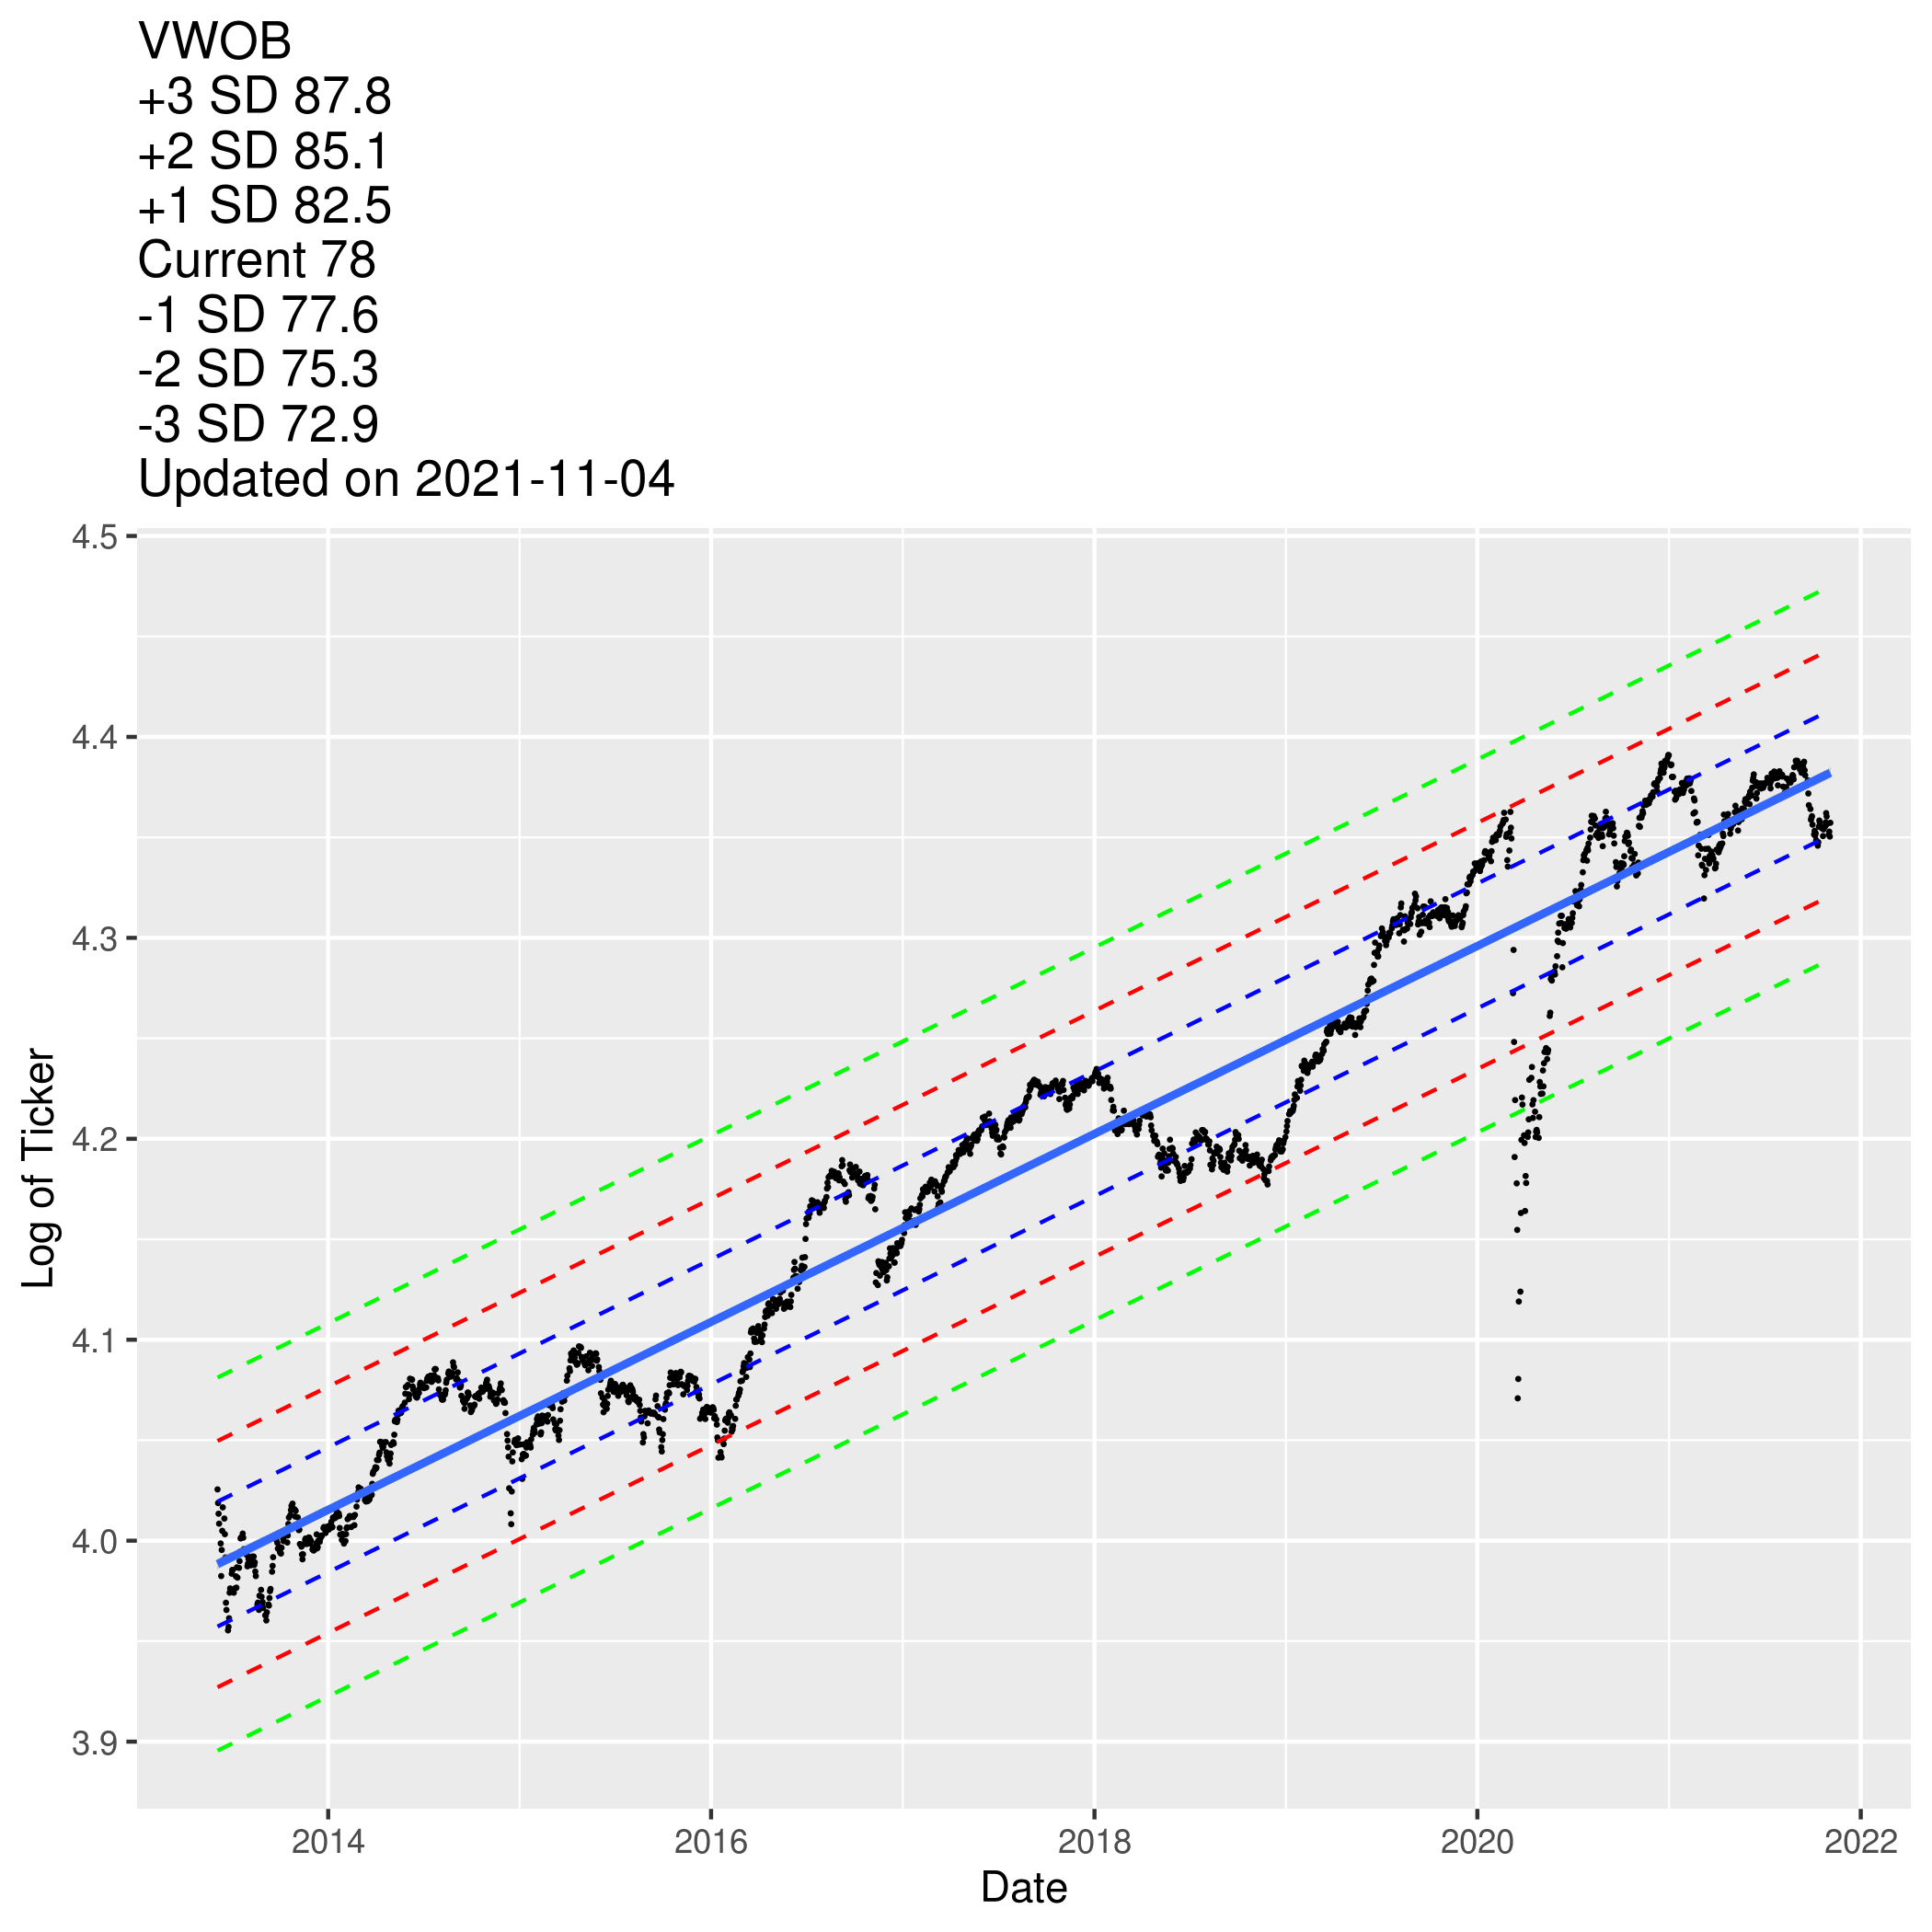 VWOB
+3 SD 87.8
+2 SD 85.1
+1 SD 82.5
Current 78
-1 SD 77.6
-2 SD 75.3
-3 SD 72.9
Updated on 2021-11-04
4.5
4.4
4.3
4.2
4.1
4.0
3.9
Log of Ticker
2014 2016 2018 2020 2022
Date